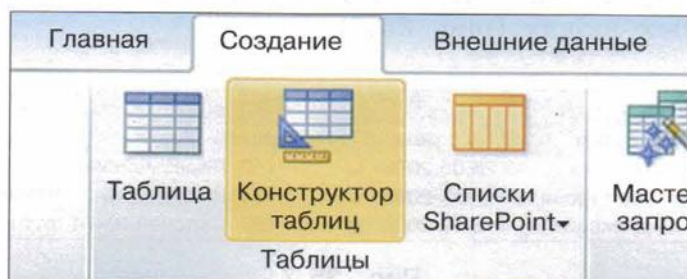 Главная Создание Внешние данные
Таблица Конструктор таблиц Списки SharePoint
Таблицы